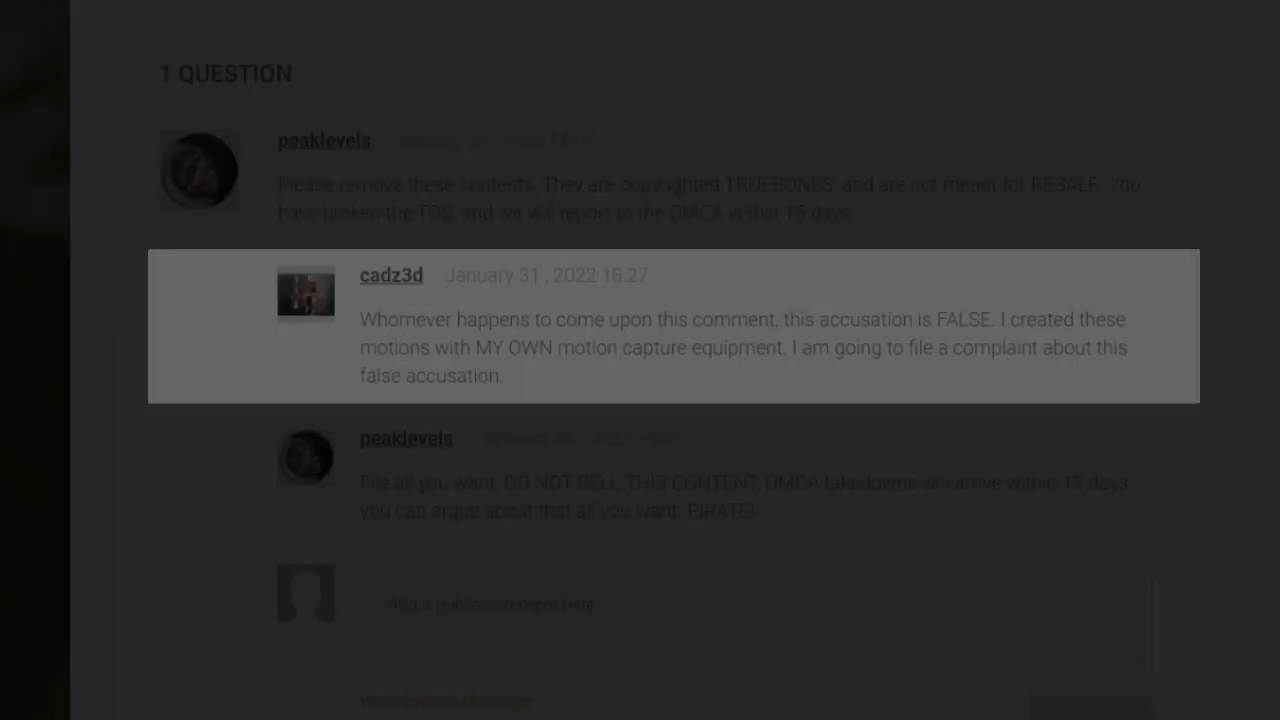 1 QUESTION
peaklevels
Please remove these contents. They are copyrighted TRUEBONES, and are not meant for RESALE. You
have broken the TOS, and we will report to the DMCA within 15 days.
cadz3d January 31 , 2022 18:27
Whomever happens to come upon this comment, this accusation is FALSE. I created these
motions with MY OWN motion capture equipment. I am going to file a complaint about this
false accusation.
peaklevels
File all you want, DO NOT SELL THIS CONTENT. DMCA takedowns will arrive within 15 days,
you can argue about that all you want. PIRATE!
Add a public comment here